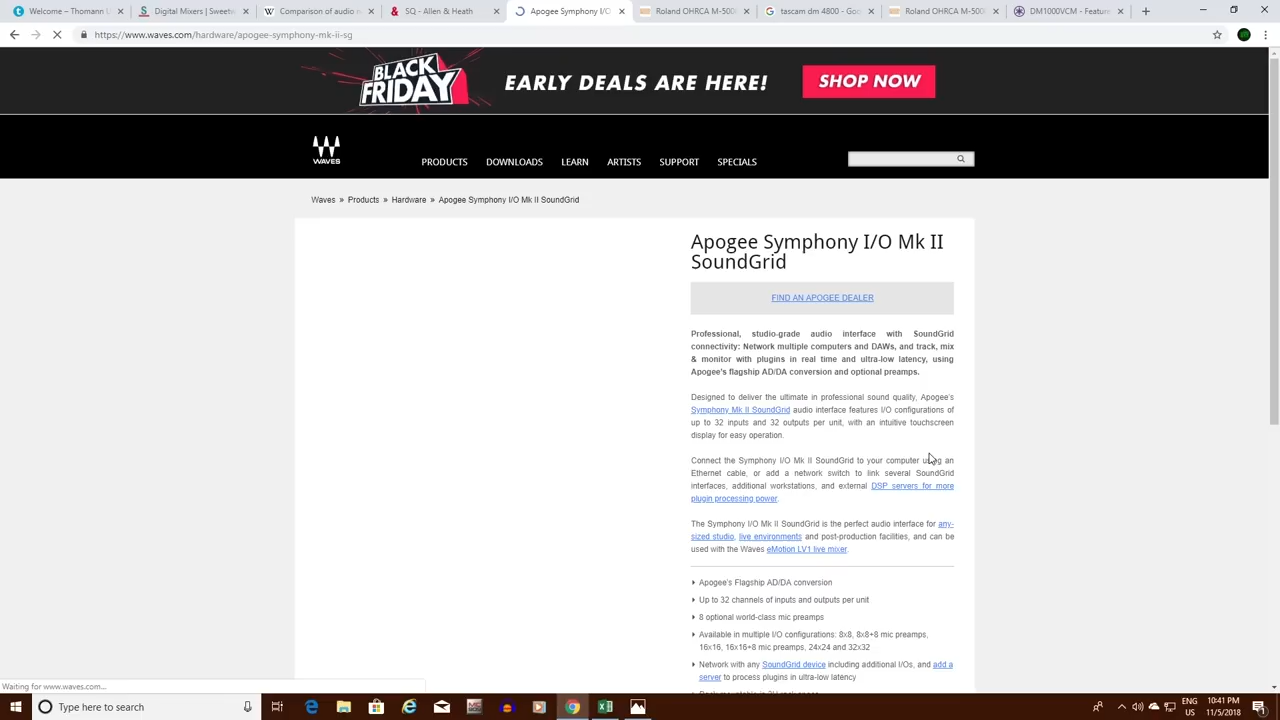 Welcome – Thomann U
Digital Mixers | Sweetw
Comparison of audio n
SQ - Allen & Heath
Apogee Symphony I/O
Roland OHRCA M-500
tascam 4800 - Goo
Roland OHRCA M-500
DM1000VCM - Feature
https://www.waves.com/hardware/apogee-symphony-mk-ii-sg
BLACK FRIDAY
EARLY DEALS ARE HERE!
SHOP NOW
WAVES
PRODUCTS DOWNLOADS LEARN ARTISTS SUPPORT SPECIALS
Waves » Products » Hardware » Apogee Symphony I/O Mk II SoundGrid
Apogee Symphony I/O Mk II
SoundGrid
FIND AN APOGEE DEALER
Professional, studio-grade audio interface with SoundGrid
connectivity: Network multiple computers and DAWs, and track, mix
& monitor with plugins in real time and ultra-low latency, using
Apogee's flagship AD/DA conversion and optional preamps.
Designed to deliver the ultimate in professional sound quality, Apogee's
Symphony Mk II SoundGrid audio interface features I/O configurations of
up to 32 inputs and 32 outputs per unit, with an intuitive touchscreen
display for easy operation.
Connect the Symphony I/O Mk II SoundGrid to your computer using an
Ethernet cable, or add a network switch to link several SoundGrid
interfaces, additional workstations, and external DSP servers for more
plugin processing power.
The Symphony I/O Mk II SoundGrid is the perfect audio interface for any-
sized studio, live environments and post-production facilities, and can be
used with the Waves eMotion LV1 live mixer.
Apogee's Flagship AD/DA conversion
Up to 32 channels of inputs and outputs per unit
8 optional world-class mic preamps
Available in multiple I/O configurations: 8x8, 8x8+8 mic preamps,
16x16, 16x16+8 mic preamps, 24x24 and 32x32
Network with any SoundGrid device including additional I/Os, and add a
server to process plugins in ultra-low latency
Waiting for www.waves.com...
Type here to search
ENG
US
10:41 PM
11/5/2018